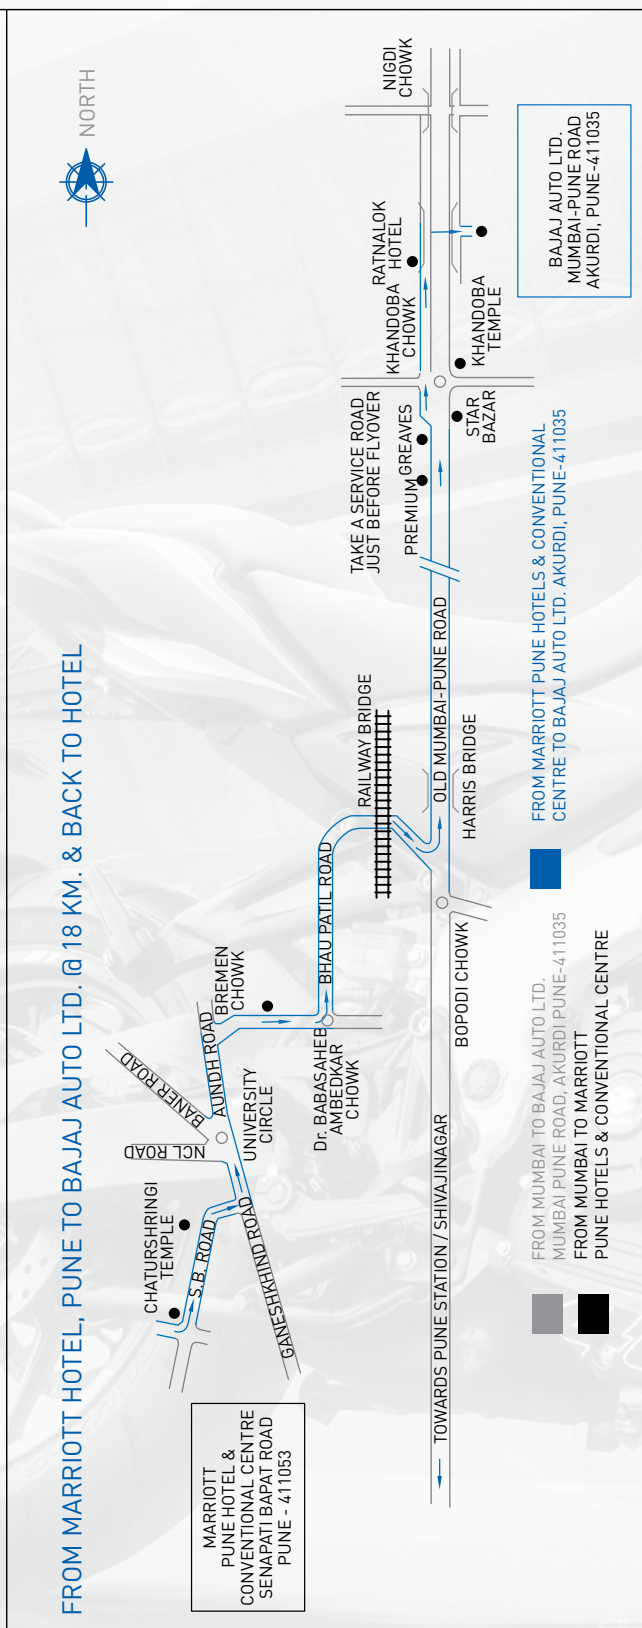 FROM MARRIOTT HOTEL, PUNE TO BAJAJ AUTO LTD. @ 18 KM. & BACK TO HOTEL
NORTH
MARRIOTT
PUNE HOTEL &
CONVENTIONAL CENTRE
SENAPATI BAPAT ROAD
PUNE - 411053
CHATURSHRINGI
TEMPLE
S.B. ROAD
GANESHKHIND ROAD
NCL ROAD
BANER ROAD
AUNDH ROAD
UNIVERSITY
CIRCLE
BREMEN
CHOWK
Dr. BABASAHEB
AMBEDKAR
CHOWK
BHAU PATIL ROAD
RAILWAY BRIDGE
OLD MUMBAI-PUNE ROAD
HARRIS BRIDGE
BOPODI CHOWK
TOWARDS PUNE STATION / SHIVAJINAGAR
TAKE A SERVICE ROAD
JUST BEFORE FLYOVER
PREMIUM
GREAVES
STAR
BAZAR
KHANDOBA
CHOWK
RATNALOK
HOTEL
KHANDOBA
TEMPLE
NIGDI
CHOWK
BAJAJ AUTO LTD.
MUMBAI-PUNE ROAD
AKURDI, PUNE-411035
FROM MUMBAI TO BAJAJ AUTO LTD.
MUMBAI PUNE ROAD, AKURDI PUNE-411035
FROM MUMBAI TO MARRIOTT
PUNE HOTELS & CONVENTIONAL CENTRE
FROM MARRIOTT PUNE HOTELS & CONVENTIONAL
CENTRE TO BAJAJ AUTO LTD. AKURDI, PUNE-411035